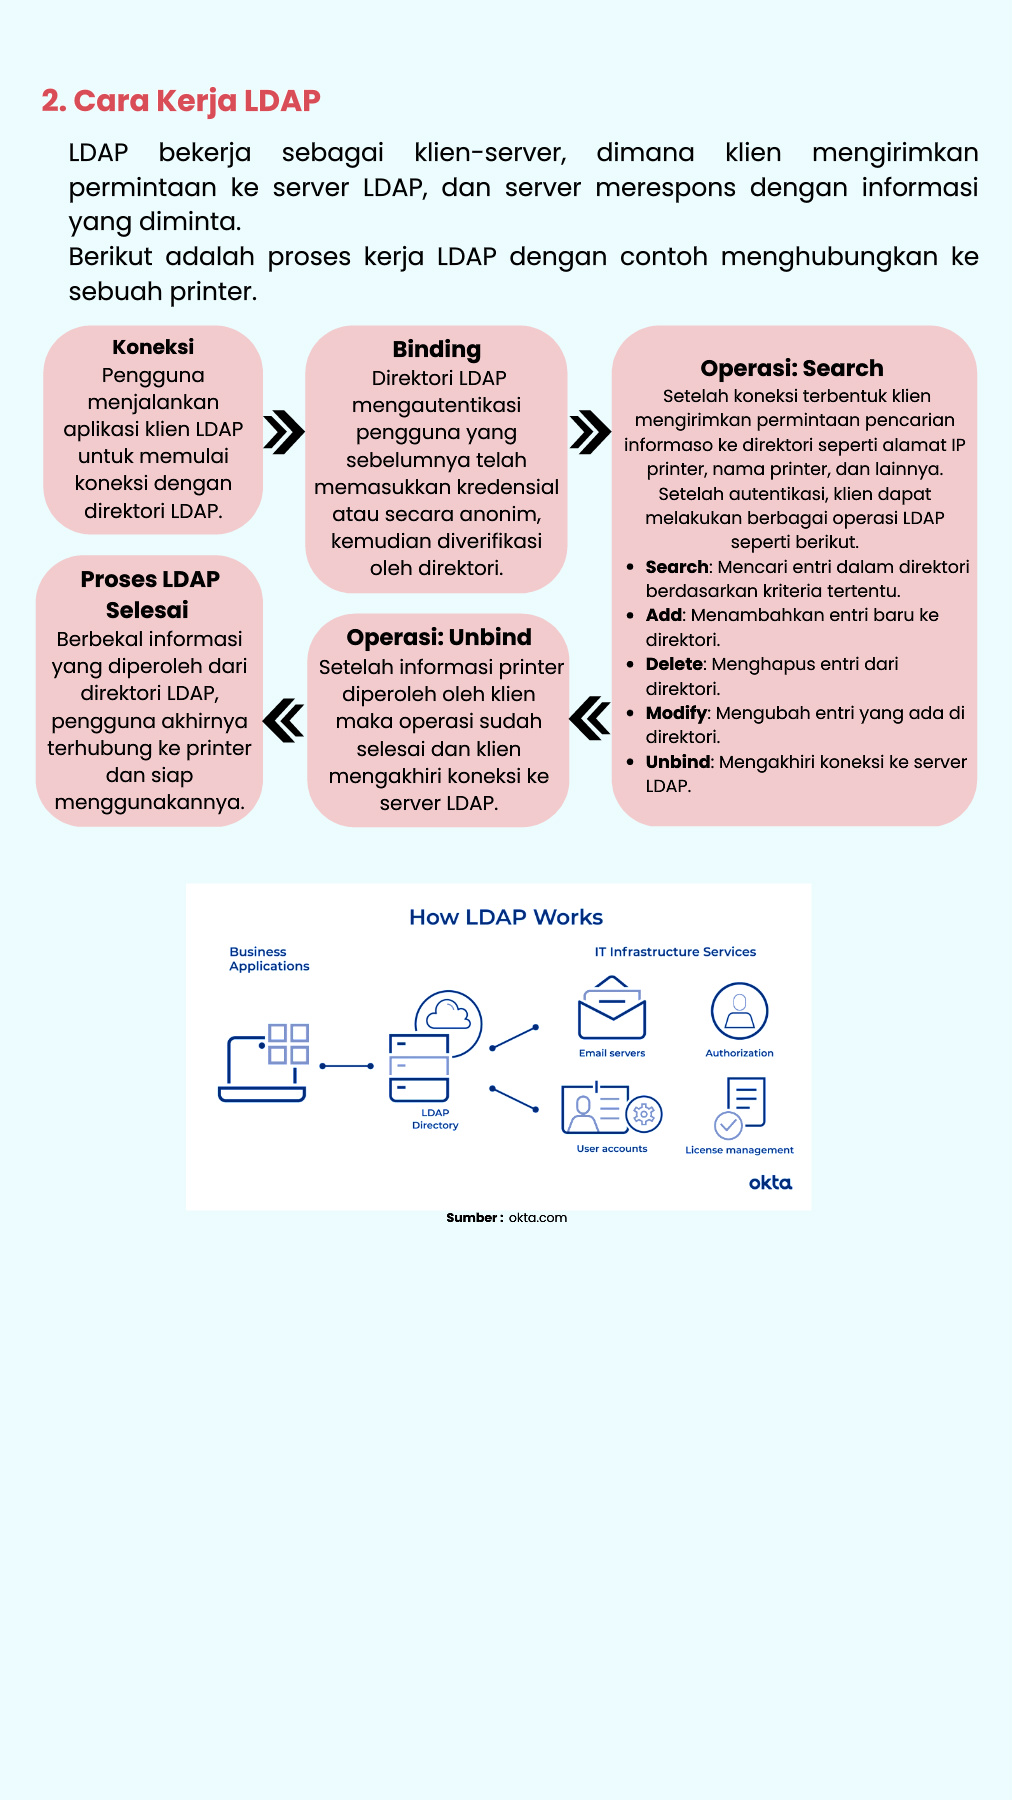 2. Cara Kerja LDAP
LDAP bekerja sebagai klien-server, dimana klien mengirimkan
permintaan ke server LDAP, dan server merespons dengan informasi
yang diminta.
Berikut adalah proses kerja LDAP dengan contoh menghubungkan ke
sebuah printer.
Koneksi
Pengguna
menjalankan
aplikasi klien LDAP
untuk memulai
koneksi dengan
direktori LDAP.
Binding
Direktori LDAP
mengautentikasi
pengguna yang
sebelumnya telah
memasukkan kredensial
atau secara anonim,
kemudian diverifikasi
oleh direktori.
Operasi: Search
Setelah koneksi terbentuk klien
mengirimkan permintaan pencarian
informaso ke direktori seperti alamat IP
printer, nama printer, dan lainnya.
Setelah autentikasi, klien dapat
melakukan berbagai operasi LDAP
seperti berikut.
• Search: Mencari entri dalam direktori
berdasarkan kriteria tertentu.
• Add: Menambahkan entri baru ke
direktori.
• Delete: Menghapus entri dari
direktori.
• Modify: Mengubah entri yang ada di
direktori.
• Unbind: Mengakhiri koneksi ke server
LDAP.
Operasi: Unbind
Setelah informasi printer
diperoleh oleh klien
maka operasi sudah
selesai dan klien
mengakhiri koneksi ke
server LDAP.
Proses LDAP
Selesai
Berbekal informasi
yang diperoleh dari
direktori LDAP,
pengguna akhirnya
terhubung ke printer
dan siap
menggunakannya.
How LDAP Works
Business
Applications
IT Infrastructure Services
LDAP
Directory
Email servers
Authorization
User accounts
License management
okta
Sumber : okta.com